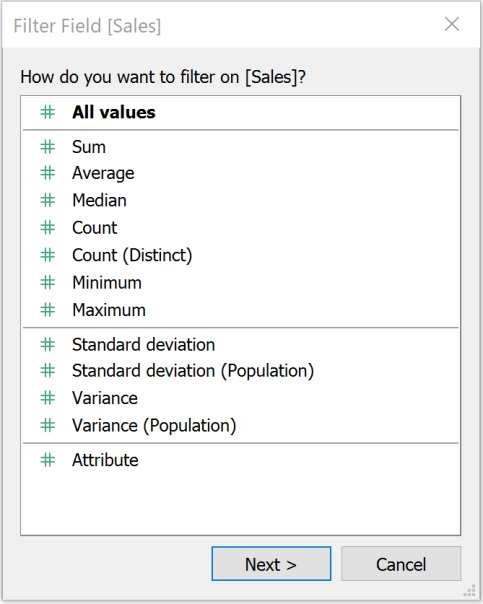 Filter Field [Sales]
How do you want to filter on [Sales]?
All values
Sum
Average
Median
Count
Count (Distinct)
Minimum
Maximum
Standard deviation
Standard deviation (Population)
Variance
Variance (Population)
Attribute
Next >
Cancel